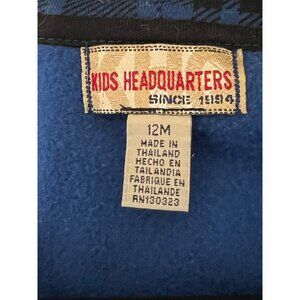 KIDS HEADQUARTERS
SINCE 1994
12M
MADE IN
THAILAND
HECHO EN
TAILANDIA
FABRIQUE EN
THAILANDE
RN130323